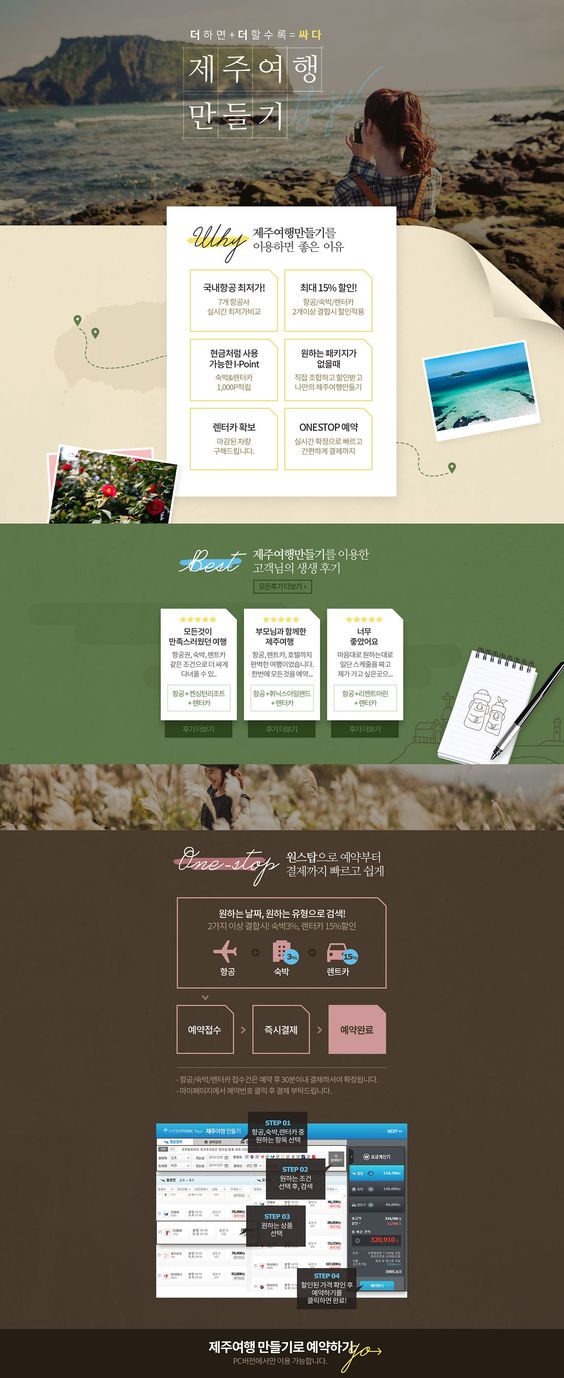 더하면+더할수록=싸다
제주여행
만들기
Jeju
Why
제주여행만들기를
이용하면 좋은 이유
국내항공 최저가!
7개 항공사
실시간 최저가비교
최대 15% 할인!
항공/숙박/렌터카
2개이상 결합시 할인적용
현금처럼 사용
가능한 I-Point
숙박&렌터카
1,000P적립
원하는 패키지가
없을때
직접 조합하고 할인받고
나만의 제주여행만들기
렌터카 확보
마감된 차량
구해드립니다.
ONESTOP 예약
실시간 확정으로 빠르고
간편하게 결제까지
Best
제주여행만들기를 이용한
고객님의 생생 후기
모든후기 더보기
모든것이
만족스러웠던 여행
항공권, 숙박, 렌트카
같은 조건으로 더 싸게
다녀올 수 있..
항공+켄싱턴리조트
+렌터카
후기 더보기
부모님과 함께한
제주여행
항공, 렌트카, 호텔까지
완벽한 여행이었습니다.
한번에 모든것을 예약...
항공+휘닉스아일랜드
+렌터카
후기 더보기
너무
좋았어요
마음대로 원하는대로
일단 스케줄을 짜고
제가 가고 싶은곳으...
항공+리젠트마린
+렌터카
후기 더보기
One-stop
원스탑으로 예약부터
결제까지 빠르고 쉽게
원하는 날짜, 원하는 유형으로 검색!
2가지 이상 결합시! 숙박3%, 렌터카 15%할인
항공 + 숙박 3% + 렌트카 15%
예약접수 > 즉시결제 > 예약완료
- 항공/숙박/렌터카 접수건은 예약 후 30분이내 결제하셔야 확정됩니다.
- 마이페이지에서 예약번호 클릭 후 결제 부탁드립니다.
제주여행 만들기
NEXT
STEP 01
항공,숙박,렌터카 중
원하는 항목 선택
요금계산기
STEP 02
원하는 조건
선택 후, 검색
STEP 03
원하는 상품
선택
320,910
STEP 04
할인된 가격 확인 후
예약하기를
클릭하면 완료!
예약하기
제주여행 만들기로 예약하기 go
PC버전에서만 이용 가능합니다.